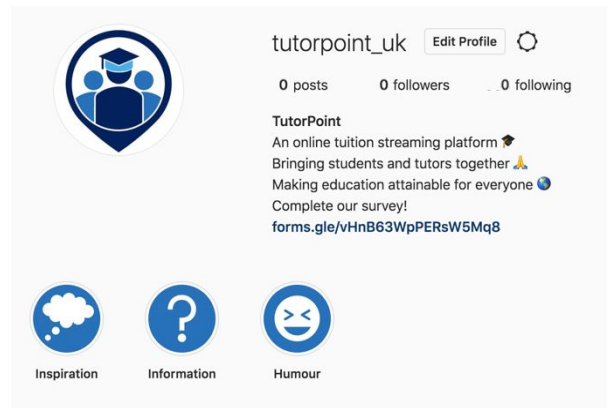 tutorpoint_uk Edit Profile
0 posts 0 followers 0 following
TutorPoint
An online tuition streaming platform 🎓
Bringing students and tutors together 🙏
Making education attainable for everyone 🌎
Complete our survey!
forms.gle/vHnB63WpPERsW5Mq8
?
Inspiration Information Humour